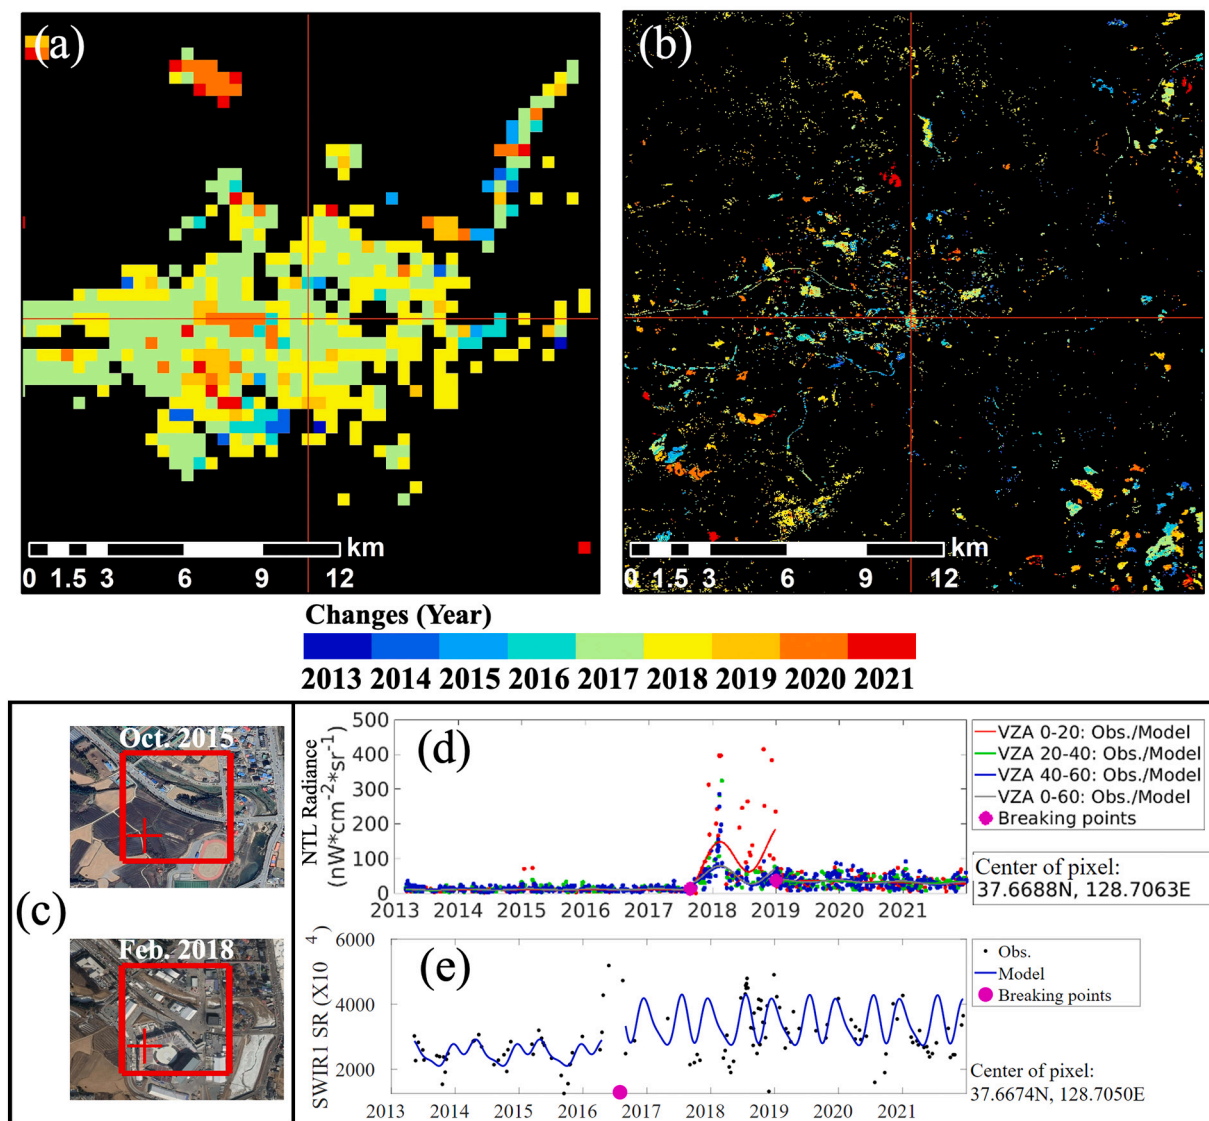 (a)
(b)
km
0 1.5 3 6 9 12
km
0 1.5 3 6 9 12
Changes (Year)
2013 2014 2015 2016 2017 2018 2019 2020 2021
(c)
Oct. 2015
Feb. 2018
(d)
NTL Radiance
(nW*cm⁻²*sr⁻¹)
500
400
300
200
100
0
2013 2014 2015 2016 2017 2018 2019 2020 2021
VZA 0-20: Obs./Model
VZA 20-40: Obs./Model
VZA 40-60: Obs./Model
VZA 0-60: Obs./Model
Breaking points
Center of pixel:
37.6688N, 128.7063E
(e)
SWIR1 SR (X10⁴)
6000
4000
2000
2013 2014 2015 2016 2017 2018 2019 2020 2021
Obs.
Model
Breaking points
Center of pixel:
37.6674N, 128.7050E